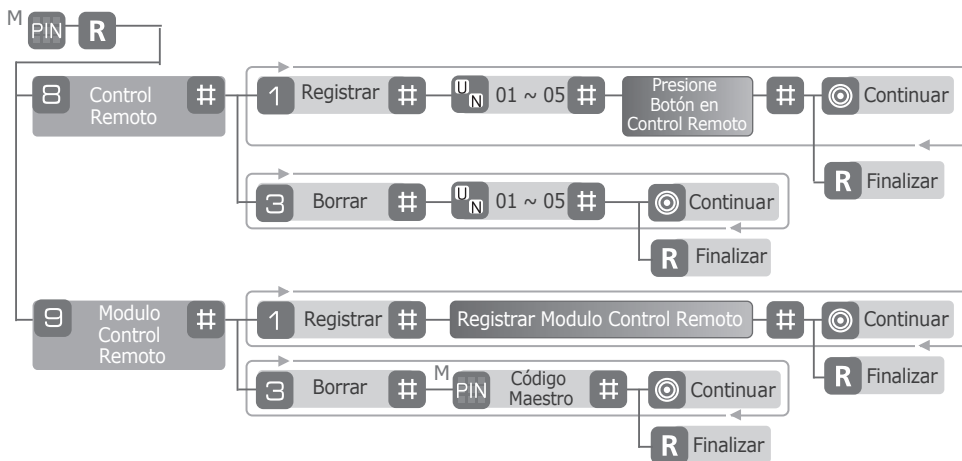 M
PIN R
8 Control Remoto #
1 Registrar # UN 01 ~ 05 # Presione Botón en Control Remoto # Continuar
R Finalizar
3 Borrar # UN 01 ~ 05 # Continuar
R Finalizar
9 Modulo Control Remoto #
1 Registrar # Registrar Modulo Control Remoto # Continuar
R Finalizar
3 Borrar # M PIN Código Maestro # Continuar
R Finalizar